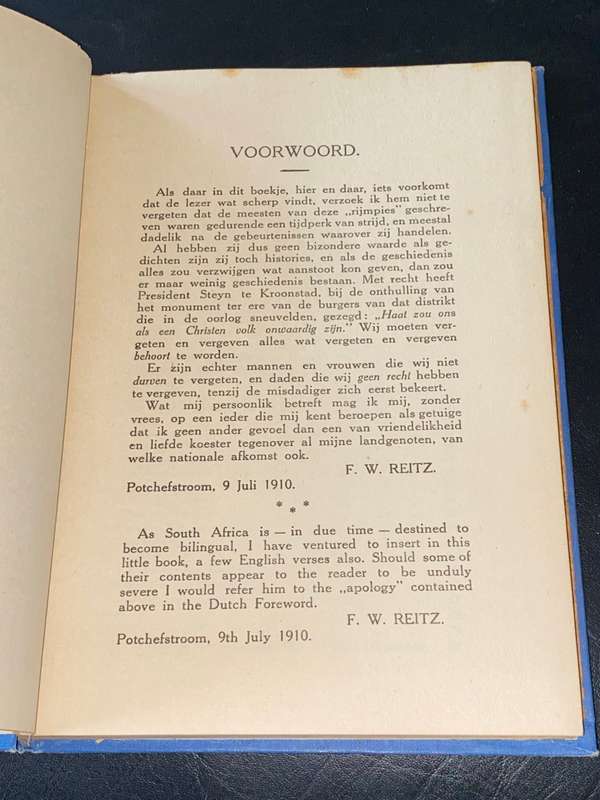 VOORWOORD.
Als daar in dit boekje, hier en daar, iets voorkomt
dat de lezer wat scherp vindt, verzoek ik hem niet te
vergeten dat de meesten van deze „rijmpies" geschre-
ven waren gedurende een tijdperk van strijd, en meestal
dadelik na de gebeurtenissen waarover zij handelen.
Al hebben zij dus geen bizondere waarde als ge-
dichten zijn zij toch histories, en als de geschiedenis
alles zou verzwijgen wat aanstoot kon geven, dan zou
er maar weinig geschiedenis bestaan. Met recht heeft
President Steyn te Kroonstad, bij de onthulling van
het monument ter ere van de burgers van dat distrikt
die in de oorlog sneuvelden, gezegd: „Haat zou ons
als een Christen volk onwaardig zijn." Wij moeten ver-
geten en vergeven alles wat vergeten en vergeven
behoort te worden.
Er zijn echter mannen en vrouwen die wij niet
durven te vergeten, en daden die wij geen recht hebben
te vergeven, tenzij de misdadiger zich eerst bekeert.
Wat mij persoonlik betreft mag ik mij, zonder
vrees, op een ieder die mij kent beroepen als getuige
dat ik geen ander gevoel dan een van vriendelikheid
en liefde koester tegenover al mijne landgenoten, van
welke nationale afkomst ook.
F. W. REITZ.
Potchefstroom, 9 Juli 1910.
* * *
As South Africa is — in due time — destined to
become bilingual, I have ventured to insert in this
little book, a few English verses also. Should some of
their contents appear to the reader to be unduly
severe I would refer him to the „apology" contained
above in the Dutch Foreword.
F. W. REITZ.
Potchefstroom, 9th July 1910.